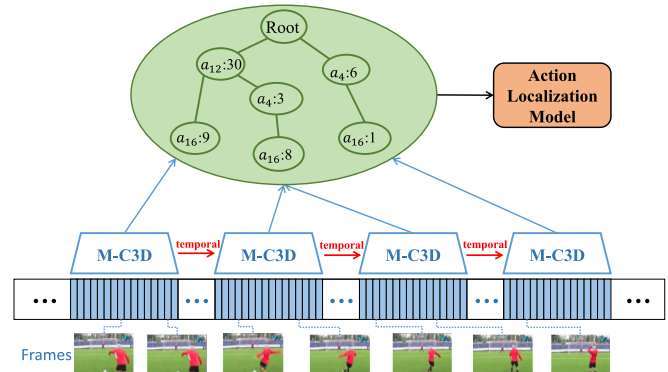 Root
a₁₂:30
a₄:6
a₄:3
a₁₆:9
a₁₆:8
a₁₆:1
Action
Localization
Model
M-C3D
temporal
M-C3D
temporal
M-C3D
temporal
M-C3D
... ... ... ... ...
Frames